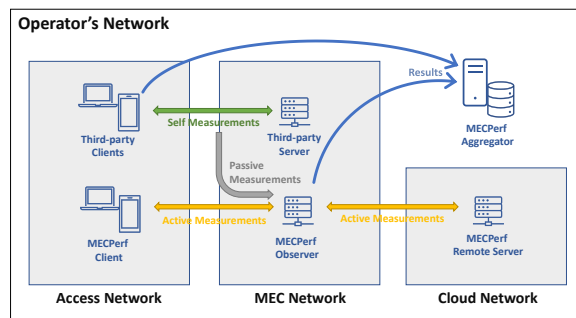 Operator's Network
Results
Third-party
Clients
Self Measurements
Third-party
Server
MECPerf
Aggregator
Passive
Measurements
MECPerf
Client
Active Measurements
MECPerf
Observer
Active Measurements
MECPerf
Remote Server
Access Network
MEC Network
Cloud Network